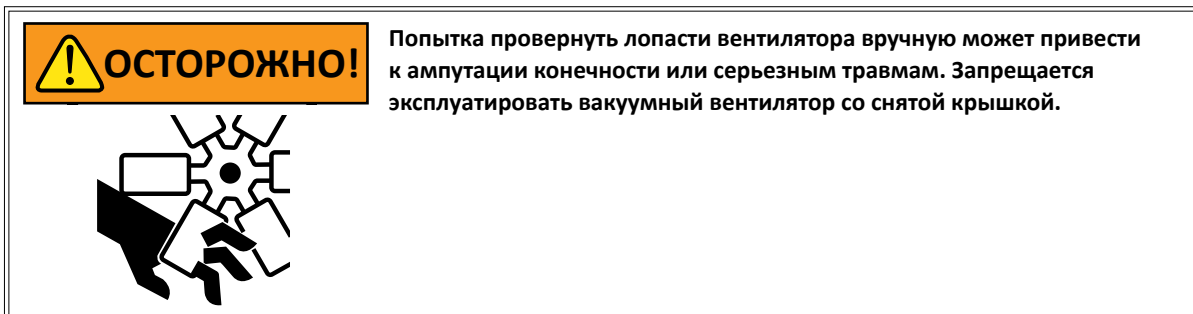 ОСТОРОЖНО!
Попытка провернуть лопасти вентилятора вручную может привести
к ампутации конечности или серьезным травмам. Запрещается
эксплуатировать вакуумный вентилятор со снятой крышкой.